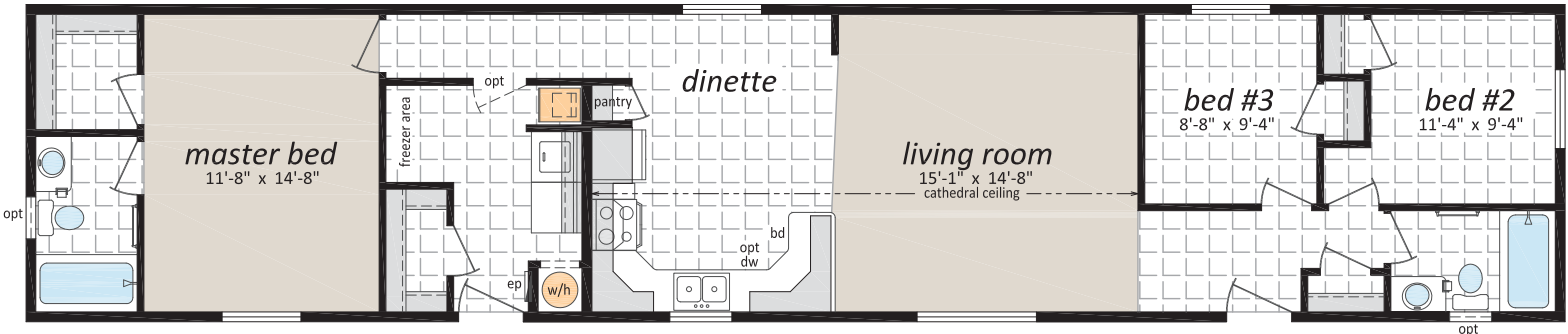 opt
master bed
11'-8" x 14'-8"
freezer area
opt
pantry
ep
w/h
dinette
bd
opt
dw
living room
15'-1" x 14'-8"
cathedral ceiling
bed #3
8'-8" x 9'-4"
bed #2
11'-4" x 9'-4"
opt